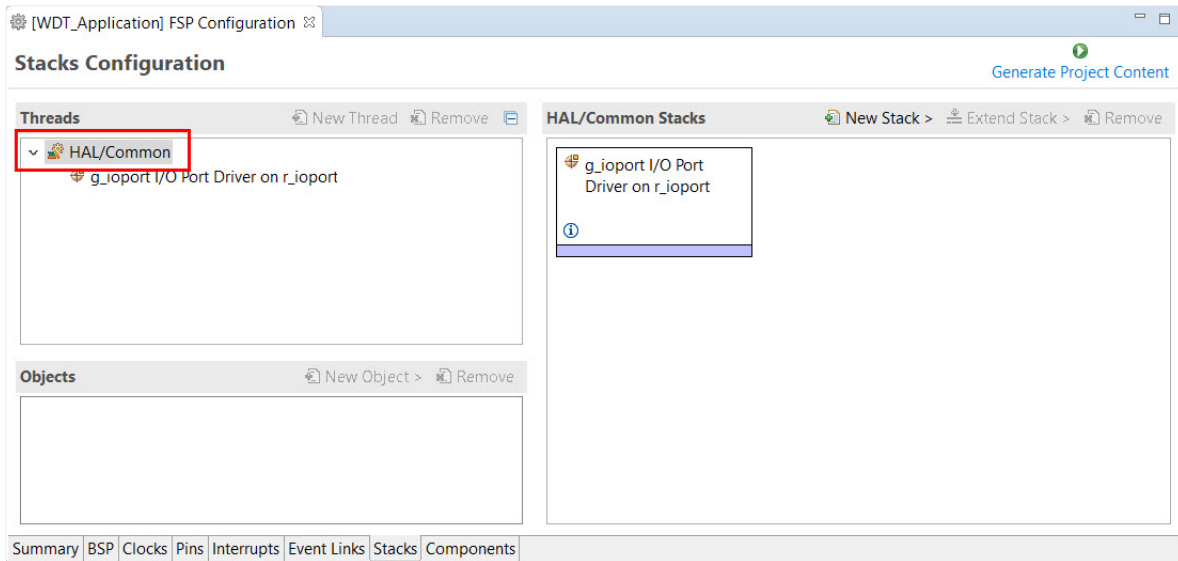 [WDT_Application] FSP Configuration
Stacks Configuration
Generate Project Content
Threads
New Thread
Remove
HAL/Common
g_ioport I/O Port Driver on r_ioport
HAL/Common Stacks
New Stack >
Extend Stack >
Remove
g_ioport I/O Port
Driver on r_ioport
Objects
New Object >
Remove
Summary BSP Clocks Pins Interrupts Event Links Stacks Components